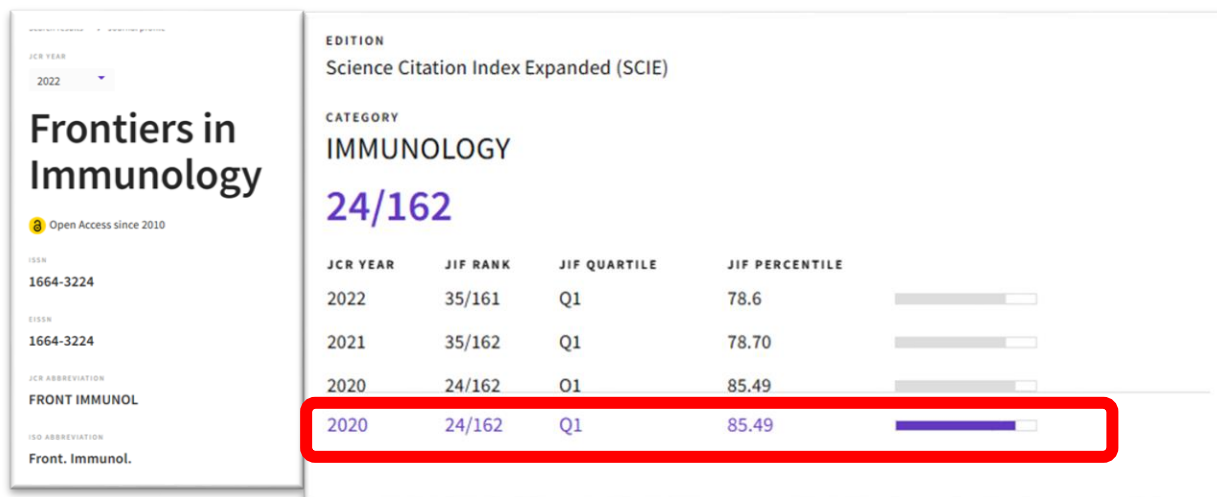 JCR YEAR
2022
Frontiers in
Immunology
Open Access since 2010
ISSN
1664-3224
EISSN
1664-3224
JCR ABBREVIATION
FRONT IMMUNOL
ISO ABBREVIATION
Front. Immunol.
EDITION
Science Citation Index Expanded (SCIE)
CATEGORY
IMMUNOLOGY
24/162
JCR YEAR JIF RANK JIF QUARTILE JIF PERCENTILE
2022 35/161 Q1 78.6
2021 35/162 Q1 78.70
2020 24/162 Q1 85.49
2020 24/162 Q1 85.49